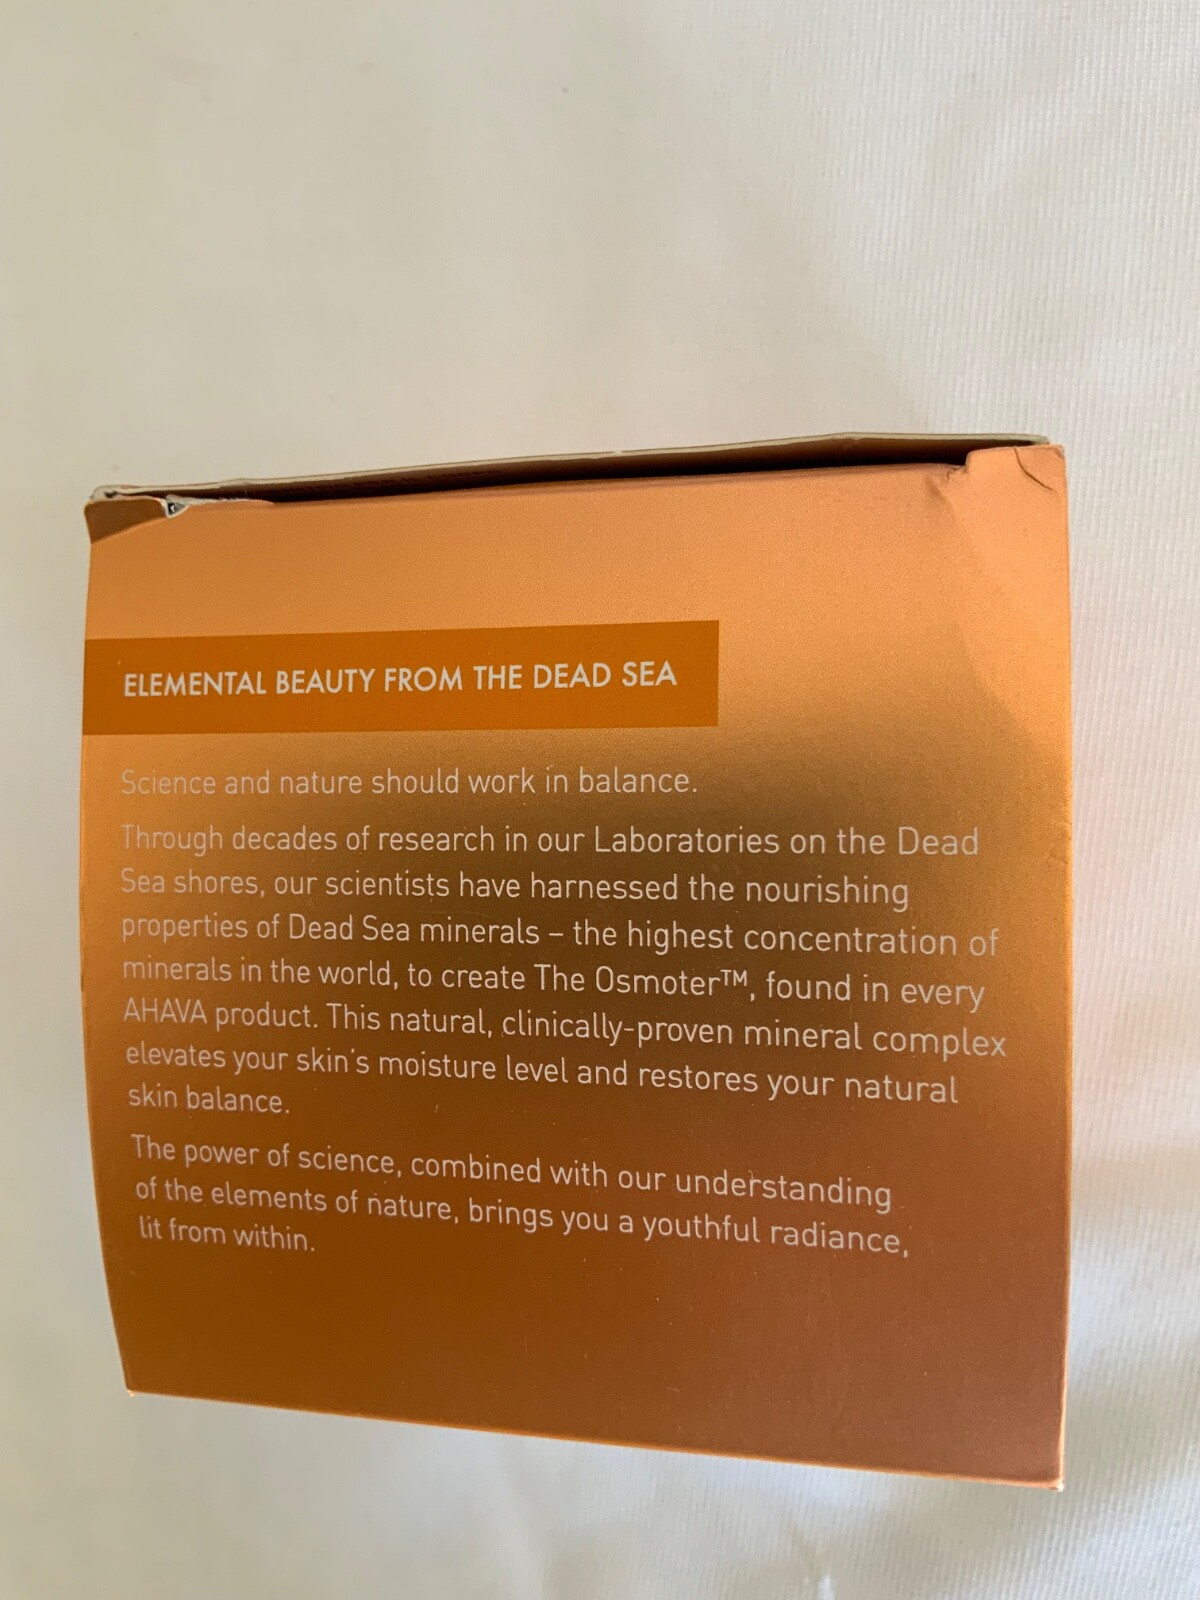 ELEMENTAL BEAUTY FROM THE DEAD SEA
Science and nature should work in balance.
Through decades of research in our Laboratories on the Dead
Sea shores, our scientists have harnessed the nourishing
properties of Dead Sea minerals – the highest concentration of
minerals in the world, to create The Osmoter™, found in every
AHAVA product. This natural, clinically-proven mineral complex
elevates your skin's moisture level and restores your natural
skin balance.
The power of science, combined with our understanding
of the elements of nature, brings you a youthful radiance,
lit from within.